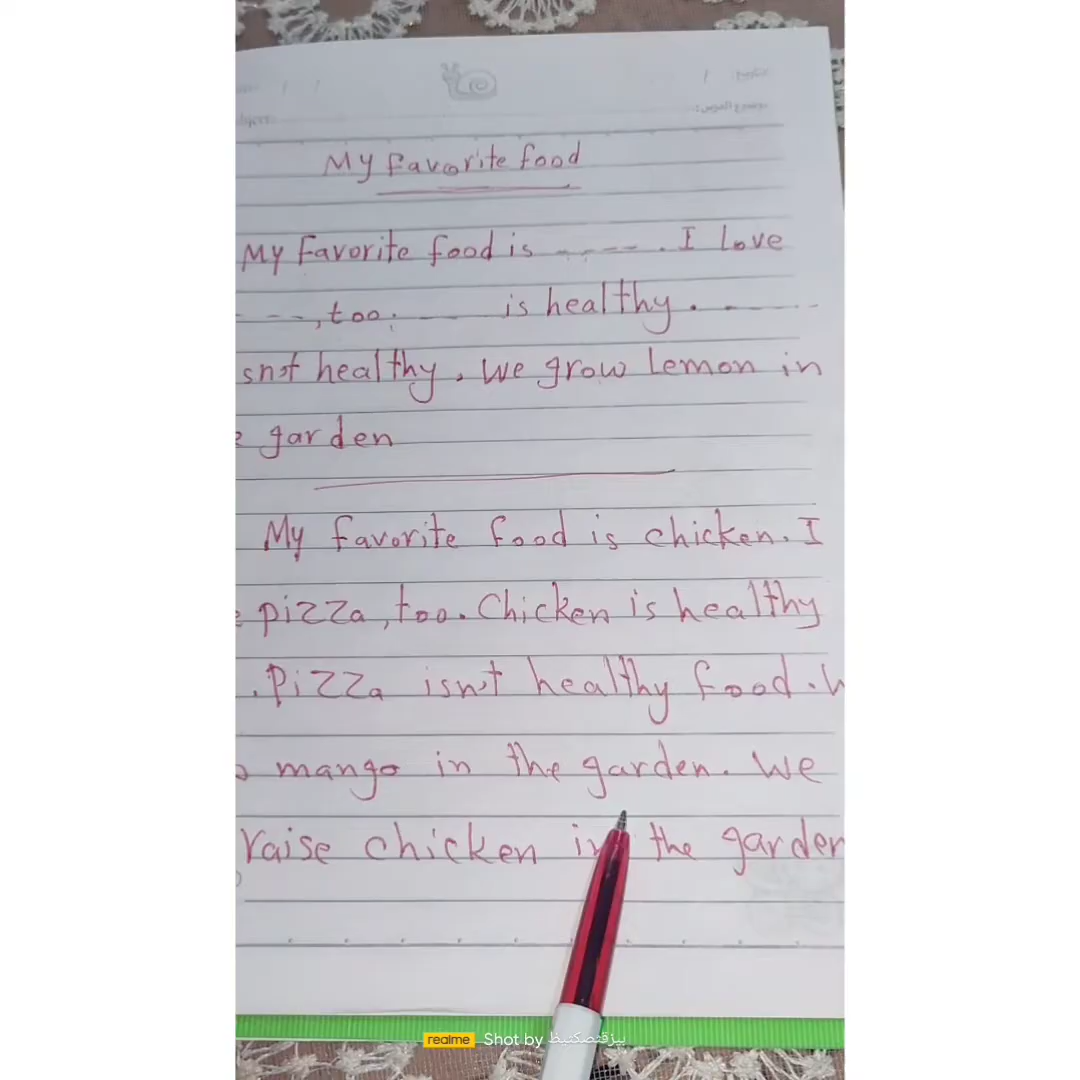 My favorite food
My Favorite food is ------. I love
---, too. --- is healthy. ----
snot healthy. We grow Lemon in
e garden
My favorite food is chicken. I
e pizza, too. Chicken is healthy
. Pizza isn't healthy food. W
mango in the garden. We
raise chicken in the garden
realme Shot by